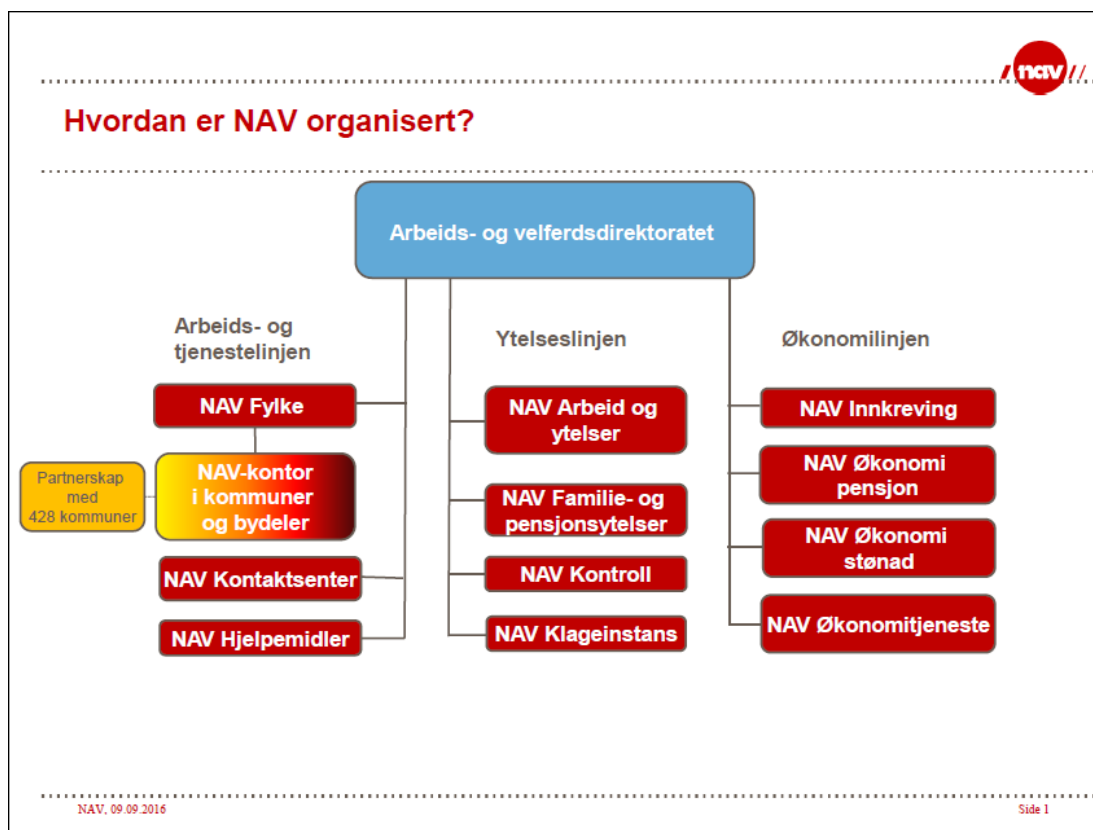 nav
Hvordan er NAV organisert?
Arbeids- og velferdsdirektoratet
Arbeids- og
tjenestelinjen
NAV Fylke
Partnerskap
med
428 kommuner
NAV-kontor
i kommuner
og bydeler
NAV Kontaktsenter
NAV Hjelpemidler
Ytelseslinjen
NAV Arbeid og
ytelser
NAV Familie- og
pensjonsytelser
NAV Kontroll
NAV Klageinstans
Økonomilinjen
NAV Innkreving
NAV Økonomi
pensjon
NAV Økonomi
stønad
NAV Økonomitjeneste
NAV, 09.09.2016
Side 1